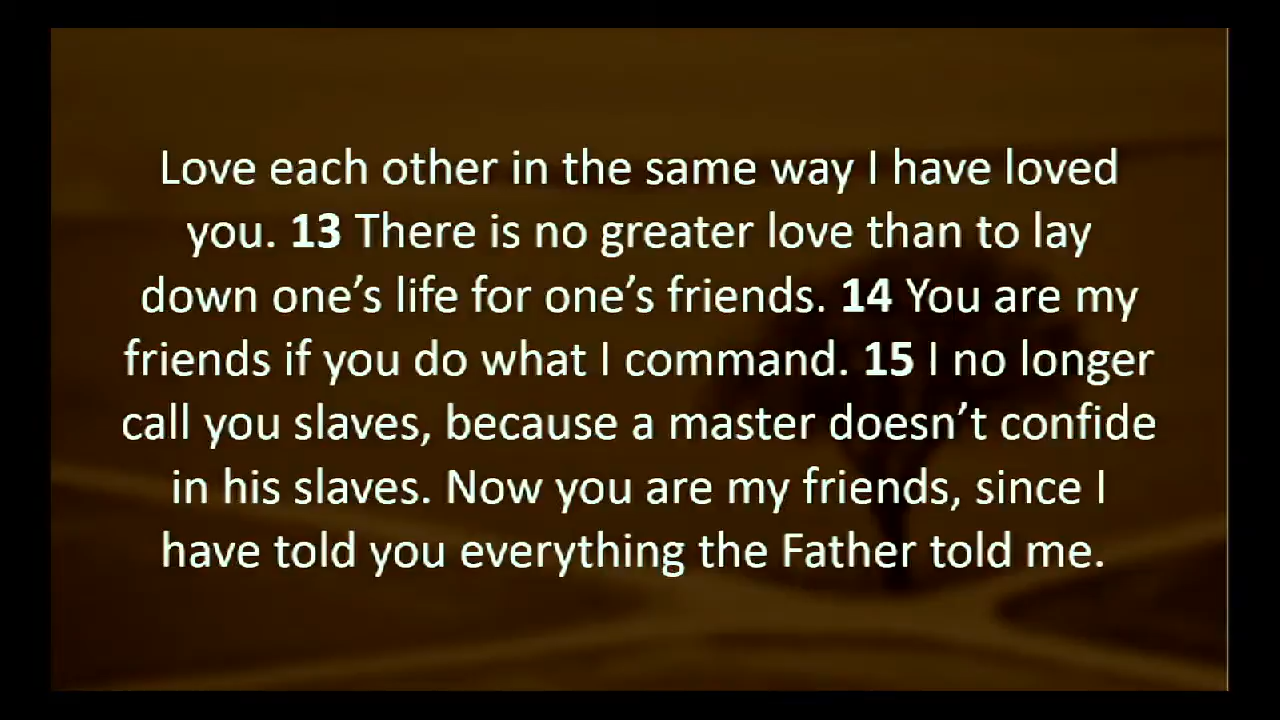 Love each other in the same way I have loved
you. 13 There is no greater love than to lay
down one’s life for one’s friends. 14 You are my
friends if you do what I command. 15 I no longer
call you slaves, because a master doesn’t confide
in his slaves. Now you are my friends, since I
have told you everything the Father told me.